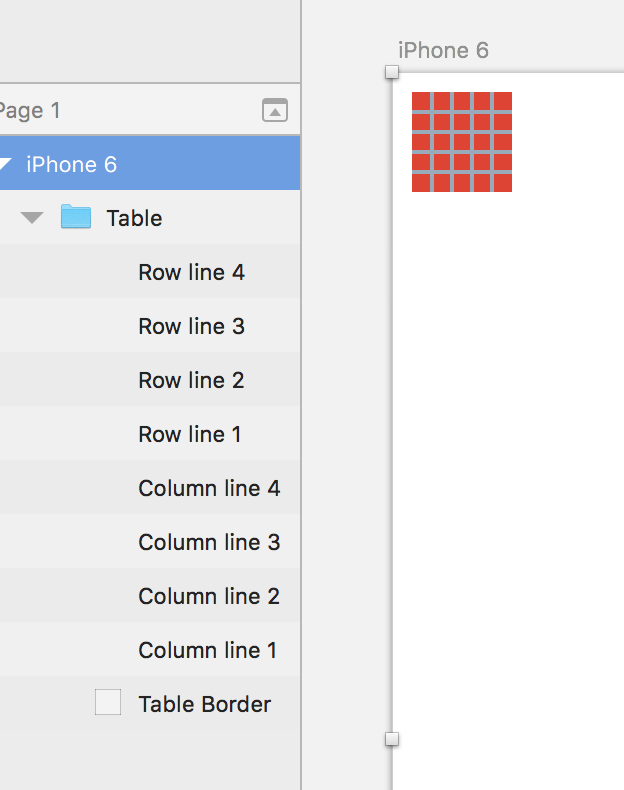 iPhone 6
Page 1
iPhone 6
Table
Row line 4
Row line 3
Row line 2
Row line 1
Column line 4
Column line 3
Column line 2
Column line 1
Table Border